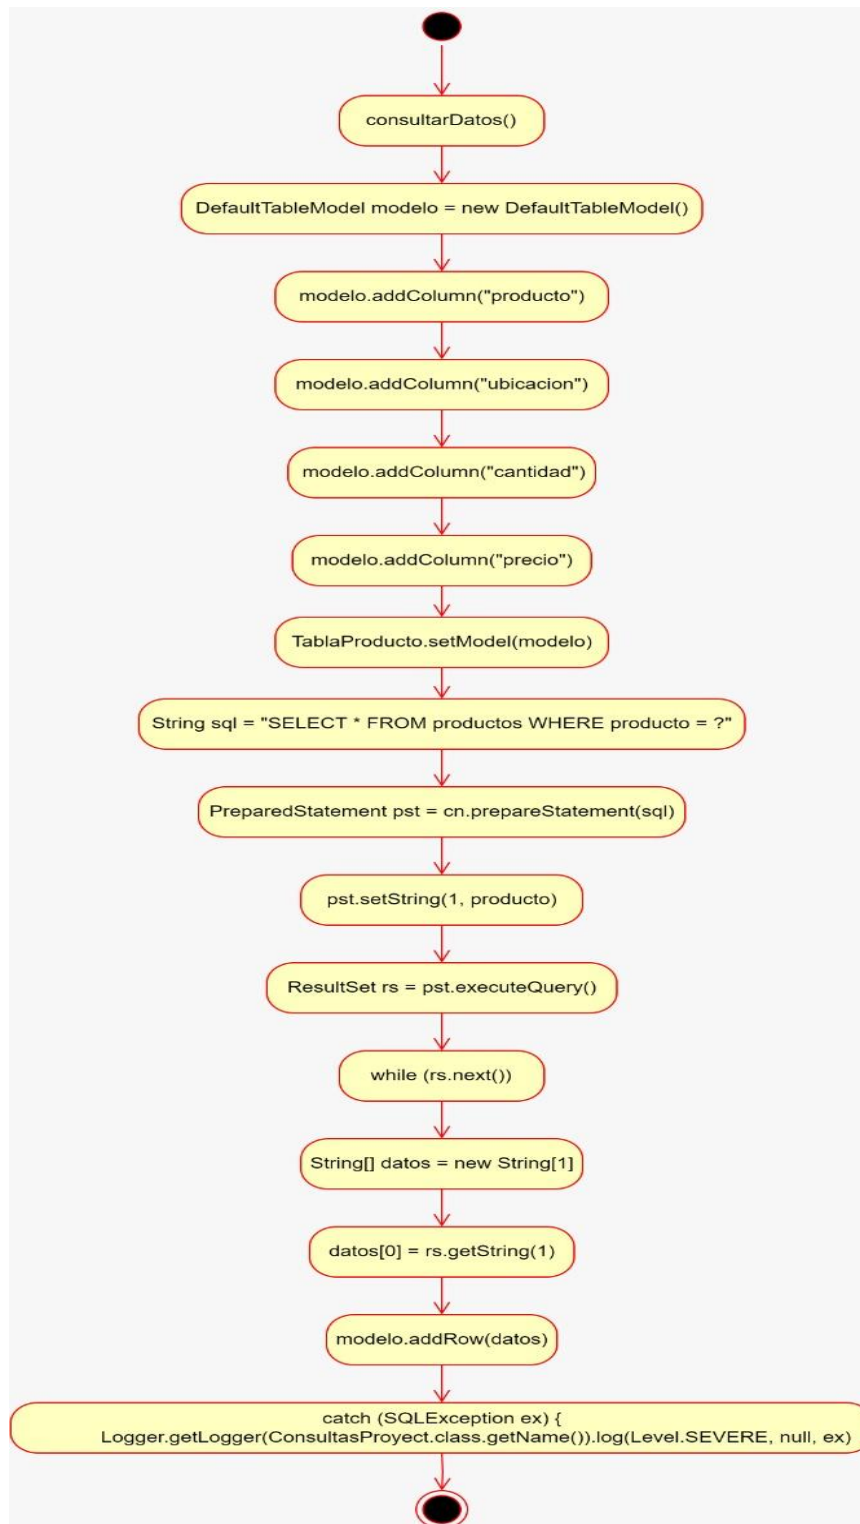 consultarDatos()
DefaultTableModel modelo = new DefaultTableModel()
modelo.addColumn("producto")
modelo.addColumn("ubicacion")
modelo.addColumn("cantidad")
modelo.addColumn("precio")
TablaProducto.setModel(modelo)
String sql = "SELECT * FROM productos WHERE producto = ?"
PreparedStatement pst = cn.prepareStatement(sql)
pst.setString(1, producto)
ResultSet rs = pst.executeQuery()
while (rs.next())
String[] datos = new String[1]
datos[0] = rs.getString(1)
modelo.addRow(datos)
catch (SQLException ex) {
Logger.getLogger(ConsultasProyect.class.getName()).log(Level.SEVERE, null, ex)